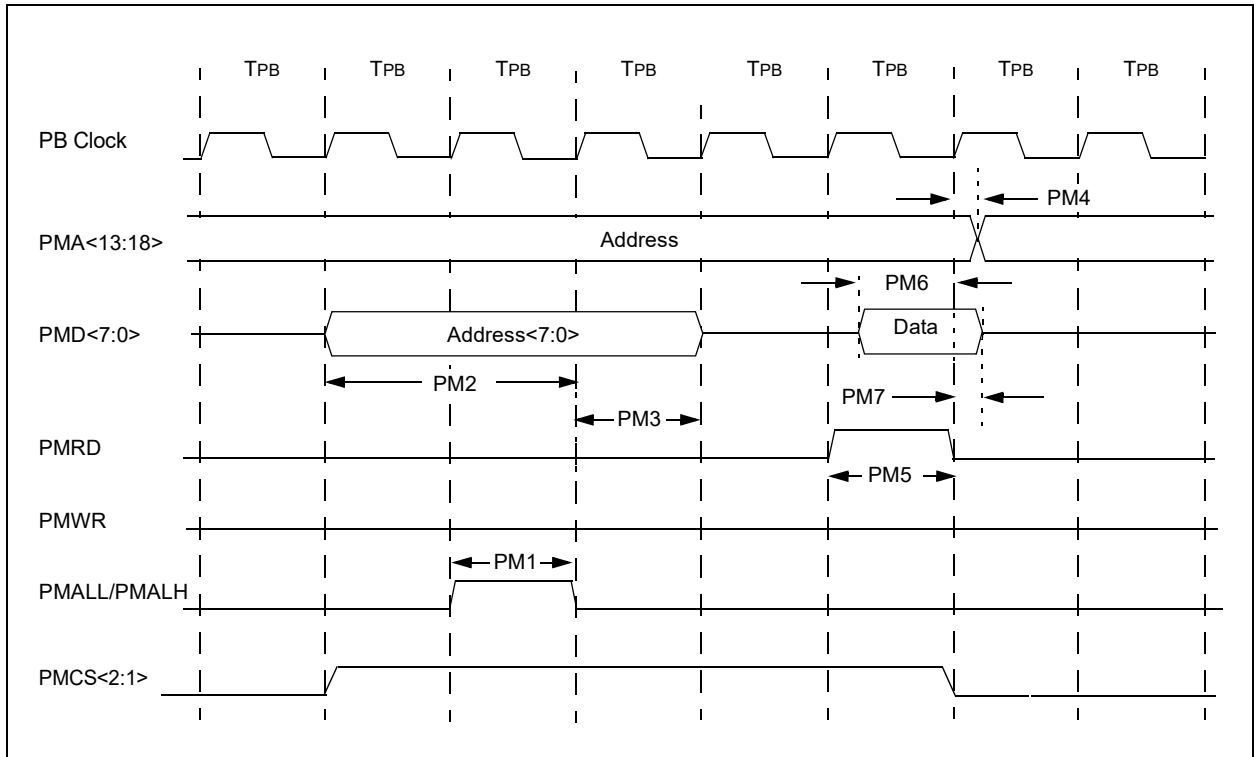 TPB TPB TPB TPB TPB TPB TPB TPB
PB Clock
PM4
PMA<13:18>
Address
PM6
PMD<7:0>
Address<7:0>
Data
PM2
PM7
PM3
PMRD
PM5
PMWR
PM1
PMALL/PMALH
PMCS<2:1>